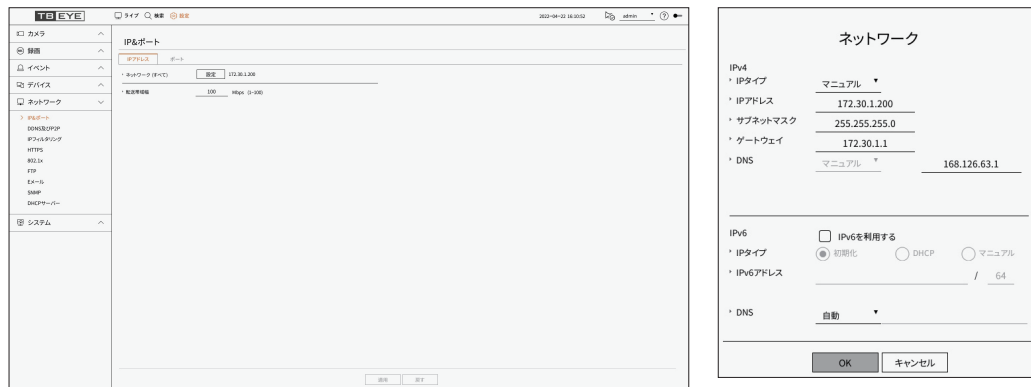 TB EYE ライブ 検索 設定 2022-04-22 16:10:52 admin ?
カメラ
録画
イベント
デバイス
ネットワーク
IP&ポート
DDNS及びP2P
IPフィルタリング
HTTPS
802.1x
FTP
Eメール
SNMP
DHCPサーバー
システム
IP&ポート
IPアドレス ポート
ネットワーク (すべて) 設定 172.30.1.200
配送帯域幅 100 Mbps (1~100)
適用 戻す
ネットワーク
IPv4
IPタイプ マニュアル
IPアドレス 172.30.1.200
サブネットマスク 255.255.255.0
ゲートウェイ 172.30.1.1
DNS マニュアル 168.126.63.1
IPv6 IPv6を利用する
IPタイプ 初期化 DHCP マニュアル
IPv6アドレス / 64
DNS 自動
OK キャンセル